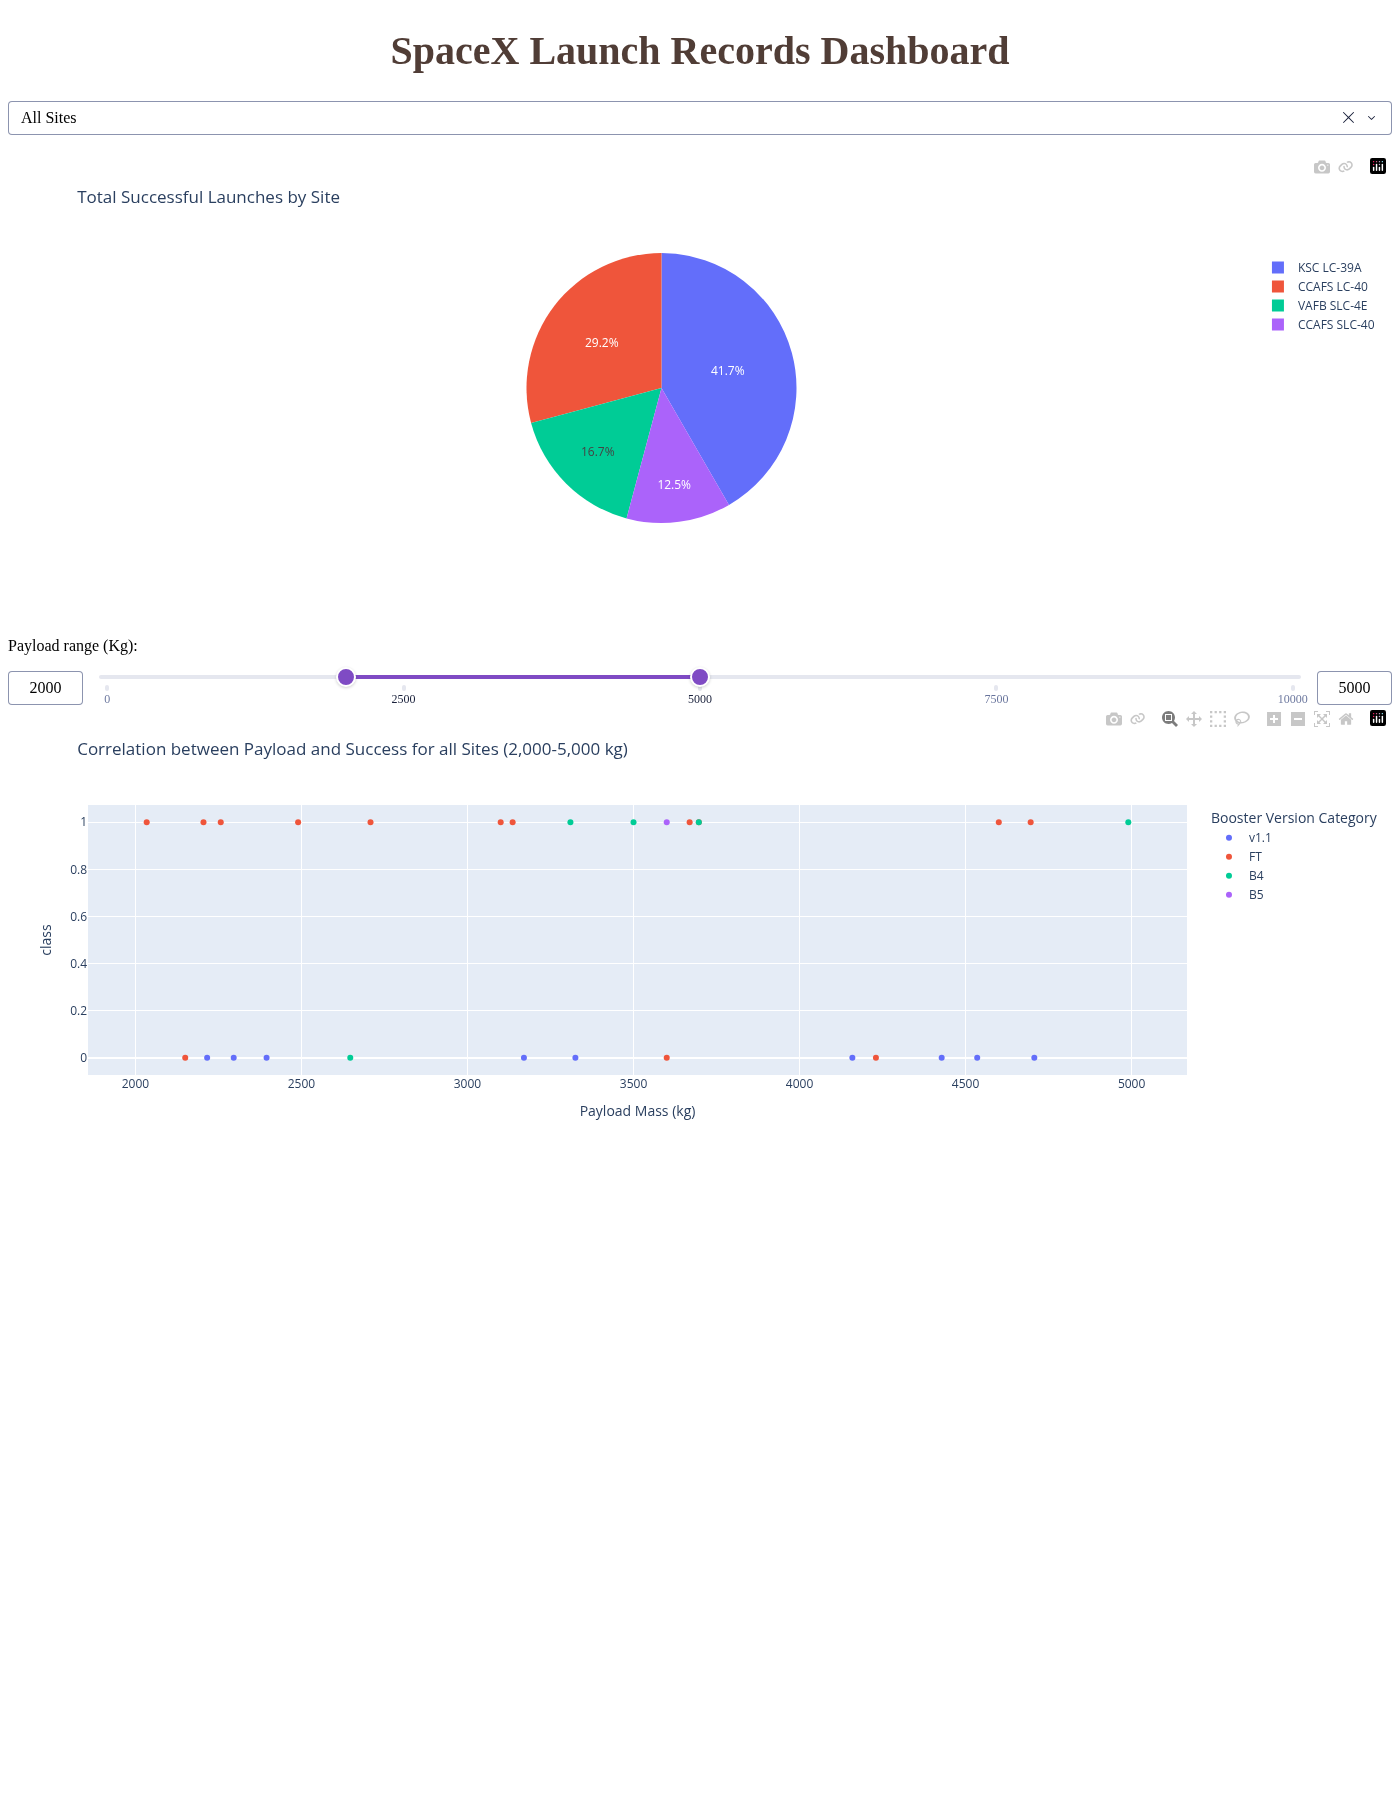 SpaceX Launch Records Dashboard
All Sites
Total Successful Launches by Site
KSC LC-39A
CCAFS LC-40
VAFB SLC-4E
CCAFS SLC-40
29.2%
41.7%
16.7%
12.5%
Payload range (Kg):
2000
0 2500 5000 7500 10000
5000
Correlation between Payload and Success for all Sites (2,000-5,000 kg)
Booster Version Category
v1.1
FT
B4
B5
class
1
0.8
0.6
0.4
0.2
0
2000 2500 3000 3500 4000 4500 5000
Payload Mass (kg)